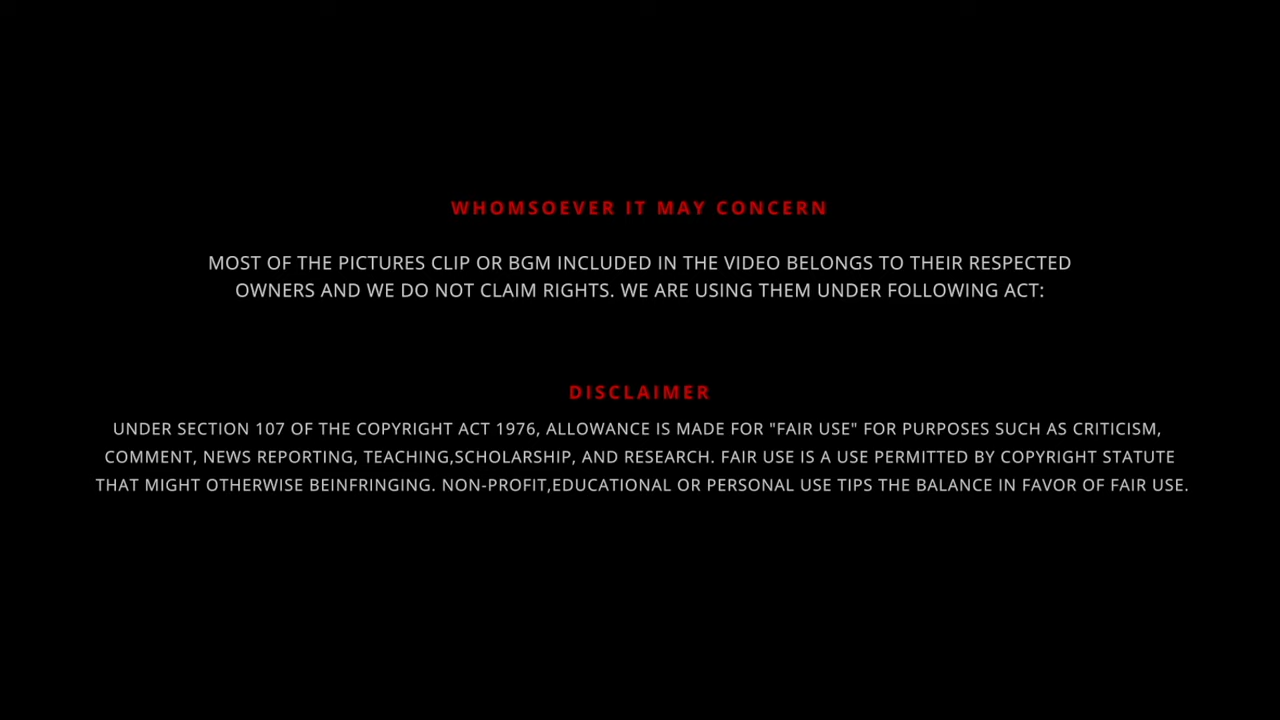 WHOMSOEVER IT MAY CONCERN
MOST OF THE PICTURES CLIP OR BGM INCLUDED IN THE VIDEO BELONGS TO THEIR RESPECTED
OWNERS AND WE DO NOT CLAIM RIGHTS. WE ARE USING THEM UNDER FOLLOWING ACT:
DISCLAIMER
UNDER SECTION 107 OF THE COPYRIGHT ACT 1976, ALLOWANCE IS MADE FOR "FAIR USE" FOR PURPOSES SUCH AS CRITICISM,
COMMENT, NEWS REPORTING, TEACHING,SCHOLARSHIP, AND RESEARCH. FAIR USE IS A USE PERMITTED BY COPYRIGHT STATUTE
THAT MIGHT OTHERWISE BEINFRINGING. NON-PROFIT,EDUCATIONAL OR PERSONAL USE TIPS THE BALANCE IN FAVOR OF FAIR USE.